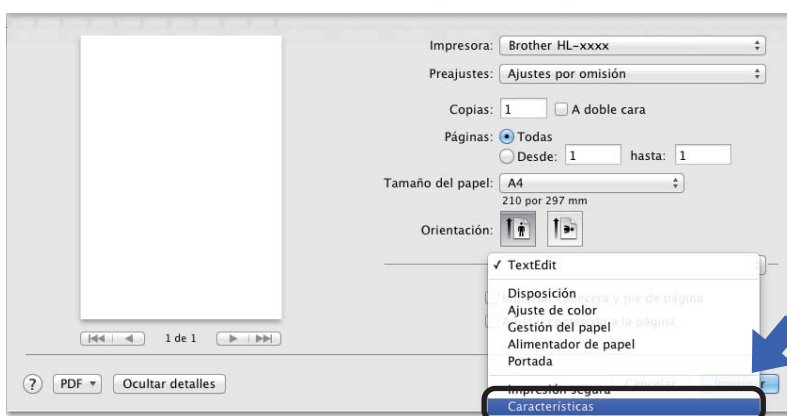 Impresora: Brother HL-xxxx
Preajustes: Ajustes por omisión
Copias: 1 A doble cara
Páginas: Todas
Desde: 1 hasta: 1
Tamaño del papel: A4
210 por 297 mm
Orientación:
✓ TextEdit
Disposición
Ajuste de color
Gestión del papel
Alimentador de papel
Portada
Impresión segura
Características
1 de 1
? PDF Ocultar detalles